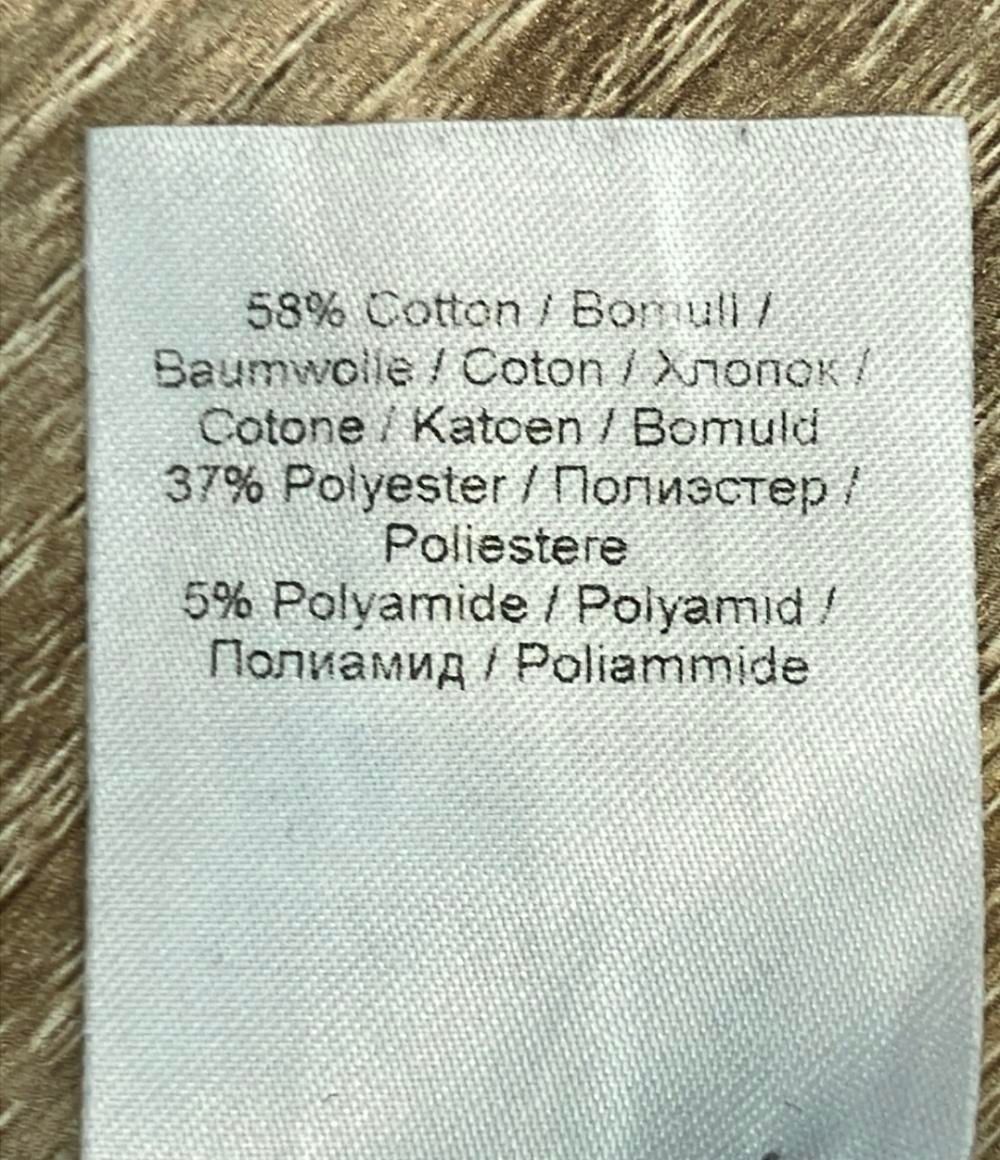 58% Cotton / Bomull /
Baumwolle / Coton / Хлопок /
Cotone / Katoen / Bomuld
37% Polyester / Полиэстер /
Poliestere
5% Polyamide / Polyamid /
Полиамид / Poliammide